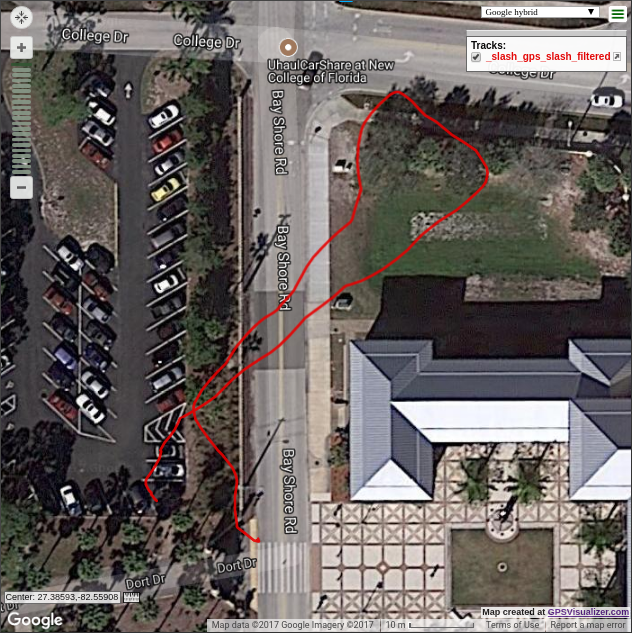 Google hybrid
College Dr
College Dr
Tracks:
_slash_gps_slash_filtered
College Dr
UhaulCarShare at New
College of Florida
Bay Shore Rd
Bay Shore Rd
Bay Shore Rd
Dort Dr
Dort Dr
Center: 27.38593,-82.55908
Map created at GPSVisualizer.com
Google
Map data ©2017 Google Imagery ©2017
10 m
Terms of Use
Report a map error